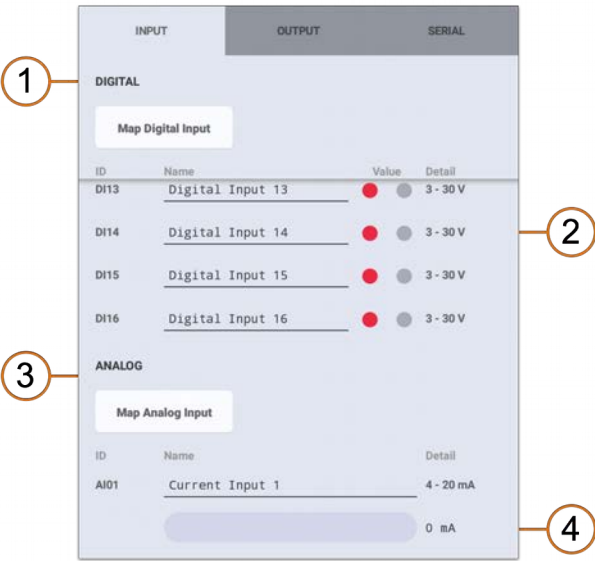 INPUT OUTPUT SERIAL
1 DIGITAL
Map Digital Input
ID Name Value Detail
DI13 Digital Input 13 3 - 30 V
DI14 Digital Input 14 3 - 30 V 2
DI15 Digital Input 15 3 - 30 V
DI16 Digital Input 16 3 - 30 V
3 ANALOG
Map Analog Input
ID Name Detail
AI01 Current Input 1 4 - 20 mA
0 mA 4